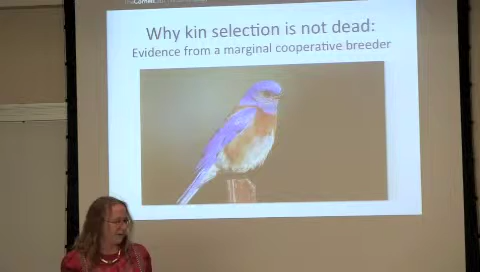 Why kin selection is not dead:
Evidence from a marginal cooperative breeder